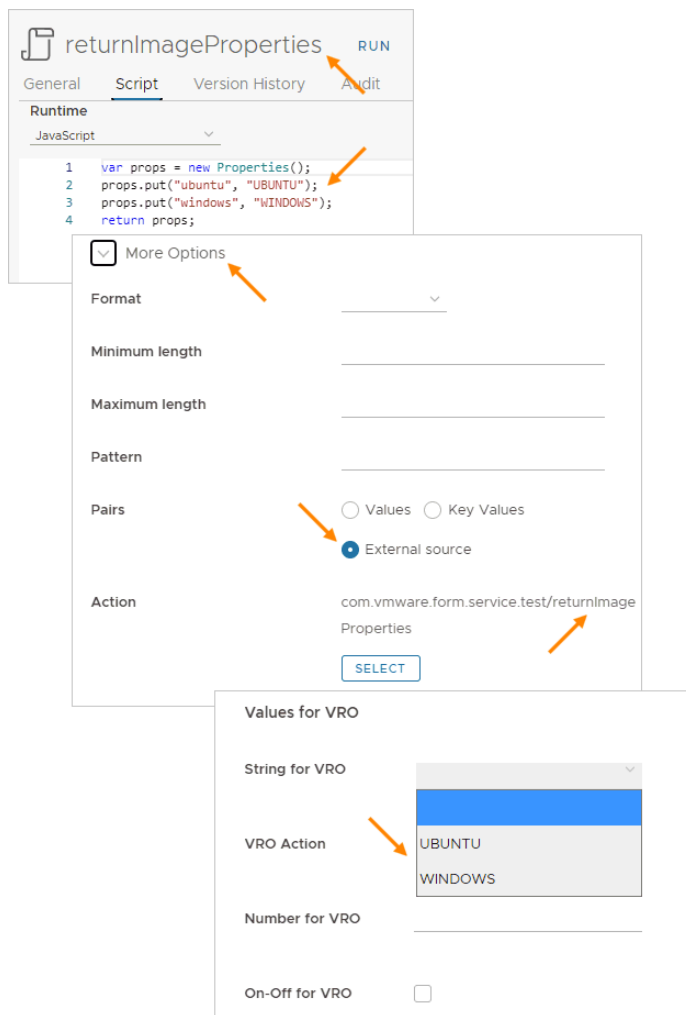 returnImageProperties RUN
General Script Version History Audit
Runtime
JavaScript
1 var props = new Properties();
2 props.put("ubuntu", "UBUNTU");
3 props.put("windows", "WINDOWS");
4 return props;
More Options
Format
Minimum length
Maximum length
Pattern
Pairs Values Key Values
External source
Action com.vmware.form.service.test/returnImage
Properties
SELECT
Values for VRO
String for VRO
VRO Action UBUNTU
WINDOWS
Number for VRO
On-Off for VRO